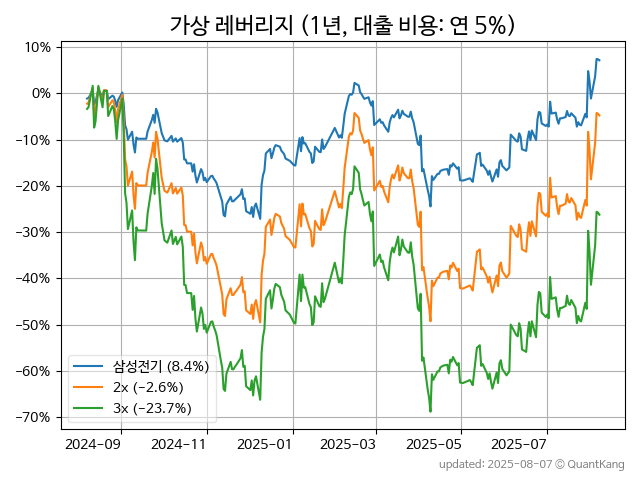 가상 레버리지 (1년, 대출 비용: 연 5%)
10%
0%
−10%
−20%
−30%
−40%
−50%
−60%
−70%
삼성전기 (8.4%)
2x (−2.6%)
3x (−23.7%)
2024-09 2024-11 2025-01 2025-03 2025-05 2025-07
updated: 2025-08-07 © QuantKang